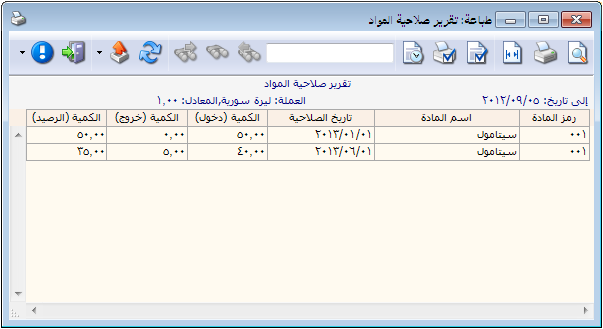 طباعة: تقرير صلاحية المواد
تقرير صلاحية المواد
إلى تاريخ: ٢٠١٢/٠٩/٠٥ العملة: ليرة سورية,المعادل: ١,٠٠
رمز المادة اسم المادة تاريخ الصلاحية الكمية (دخول) الكمية (خروج) الكمية (الرصيد)
٠٠١ سيتامول ٢٠١٣/٠١/٠١ ٥٠,٠٠ ٠,٠٠ ٥٠,٠٠
٠٠١ سيتامول ٢٠١٣/٠٦/٠١ ٤٠,٠٠ ٥,٠٠ ٣٥,٠٠